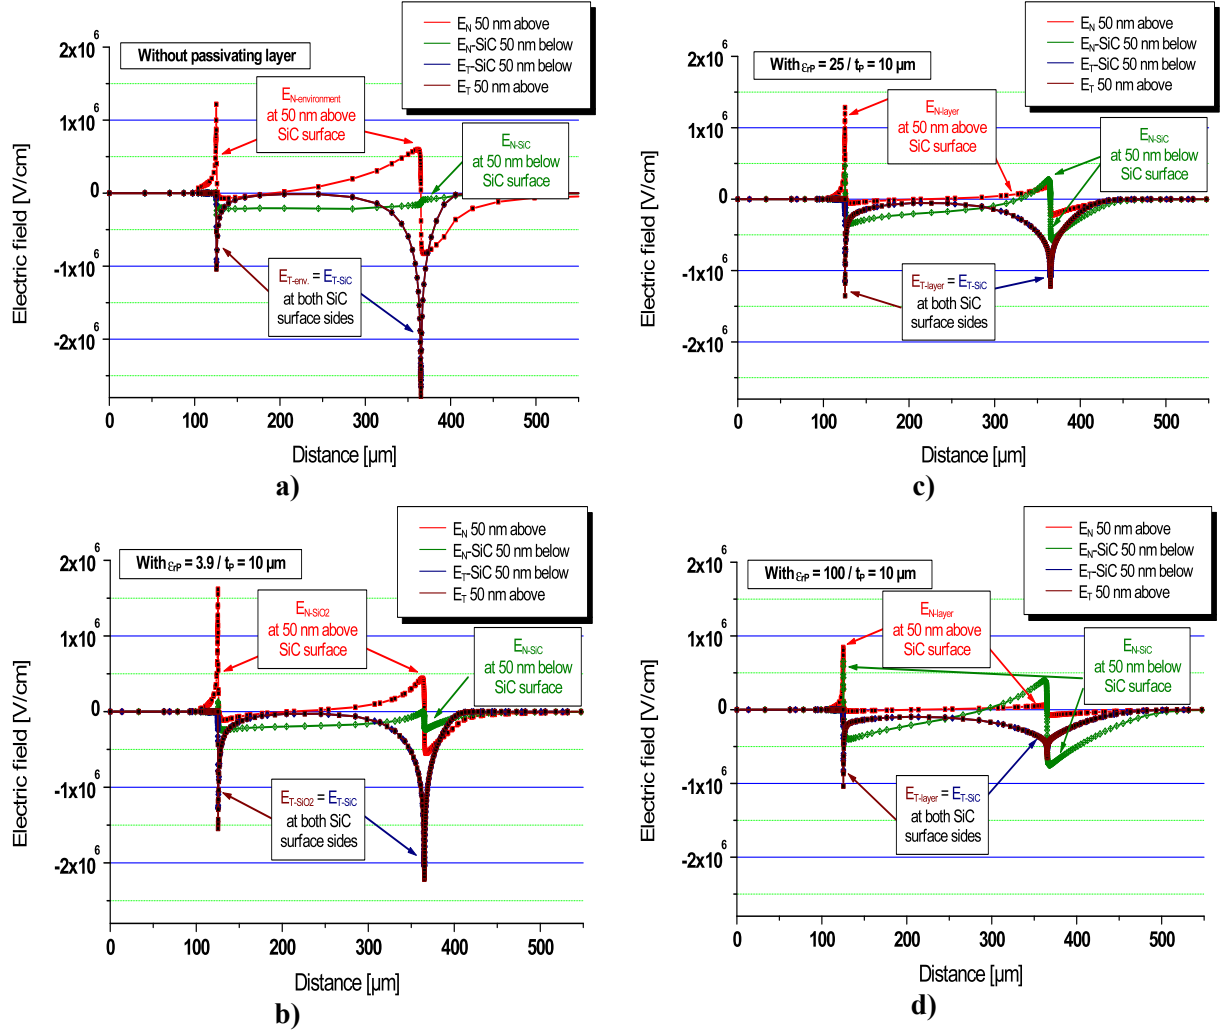 E_N 50 nm above
E_N-SiC 50 nm below
E_T-SiC 50 nm below
E_T 50 nm above
Without passivating layer
E_N-environment
at 50 nm above
SiC surface
E_N-SiC
at 50 nm below
SiC surface
E_T-env. = E_T-SiC
at both SiC
surface sides
2x10^6
1x10^6
0
-1x10^6
-2x10^6
Electric field [V/cm]
0 100 200 300 400 500
Distance [µm]
a)
E_N 50 nm above
E_N-SiC 50 nm below
E_T-SiC 50 nm below
E_T 50 nm above
With ε_rP = 25 / t_P = 10 µm
E_N-layer
at 50 nm above
SiC surface
E_N-SiC
at 50 nm below
SiC surface
E_T-layer = E_T-SiC
at both SiC
surface sides
2x10^6
1x10^6
0
-1x10^6
-2x10^6
Electric field [V/cm]
0 100 200 300 400 500
Distance [µm]
c)
E_N 50 nm above
E_N-SiC 50 nm below
E_T-SiC 50 nm below
E_T 50 nm above
With ε_rP = 3.9 / t_P = 10 µm
E_N-SiO2
at 50 nm above
SiC surface
E_N-SiC
at 50 nm below
SiC surface
E_T-SiO2 = E_T-SiC
at both SiC
surface sides
2x10^6
1x10^6
0
-1x10^6
-2x10^6
Electric field [V/cm]
0 100 200 300 400 500
Distance [µm]
b)
E_N 50 nm above
E_N-SiC 50 nm below
E_T-SiC 50 nm below
E_T 50 nm above
With ε_rP = 100 / t_P = 10 µm
E_N-layer
at 50 nm above
SiC surface
E_N-SiC
at 50 nm below
SiC surface
E_T-layer = E_T-SiC
at both SiC
surface sides
2x10^6
1x10^6
0
-1x10^6
-2x10^6
Electric field [V/cm]
0 100 200 300 400 500
Distance [µm]
d)